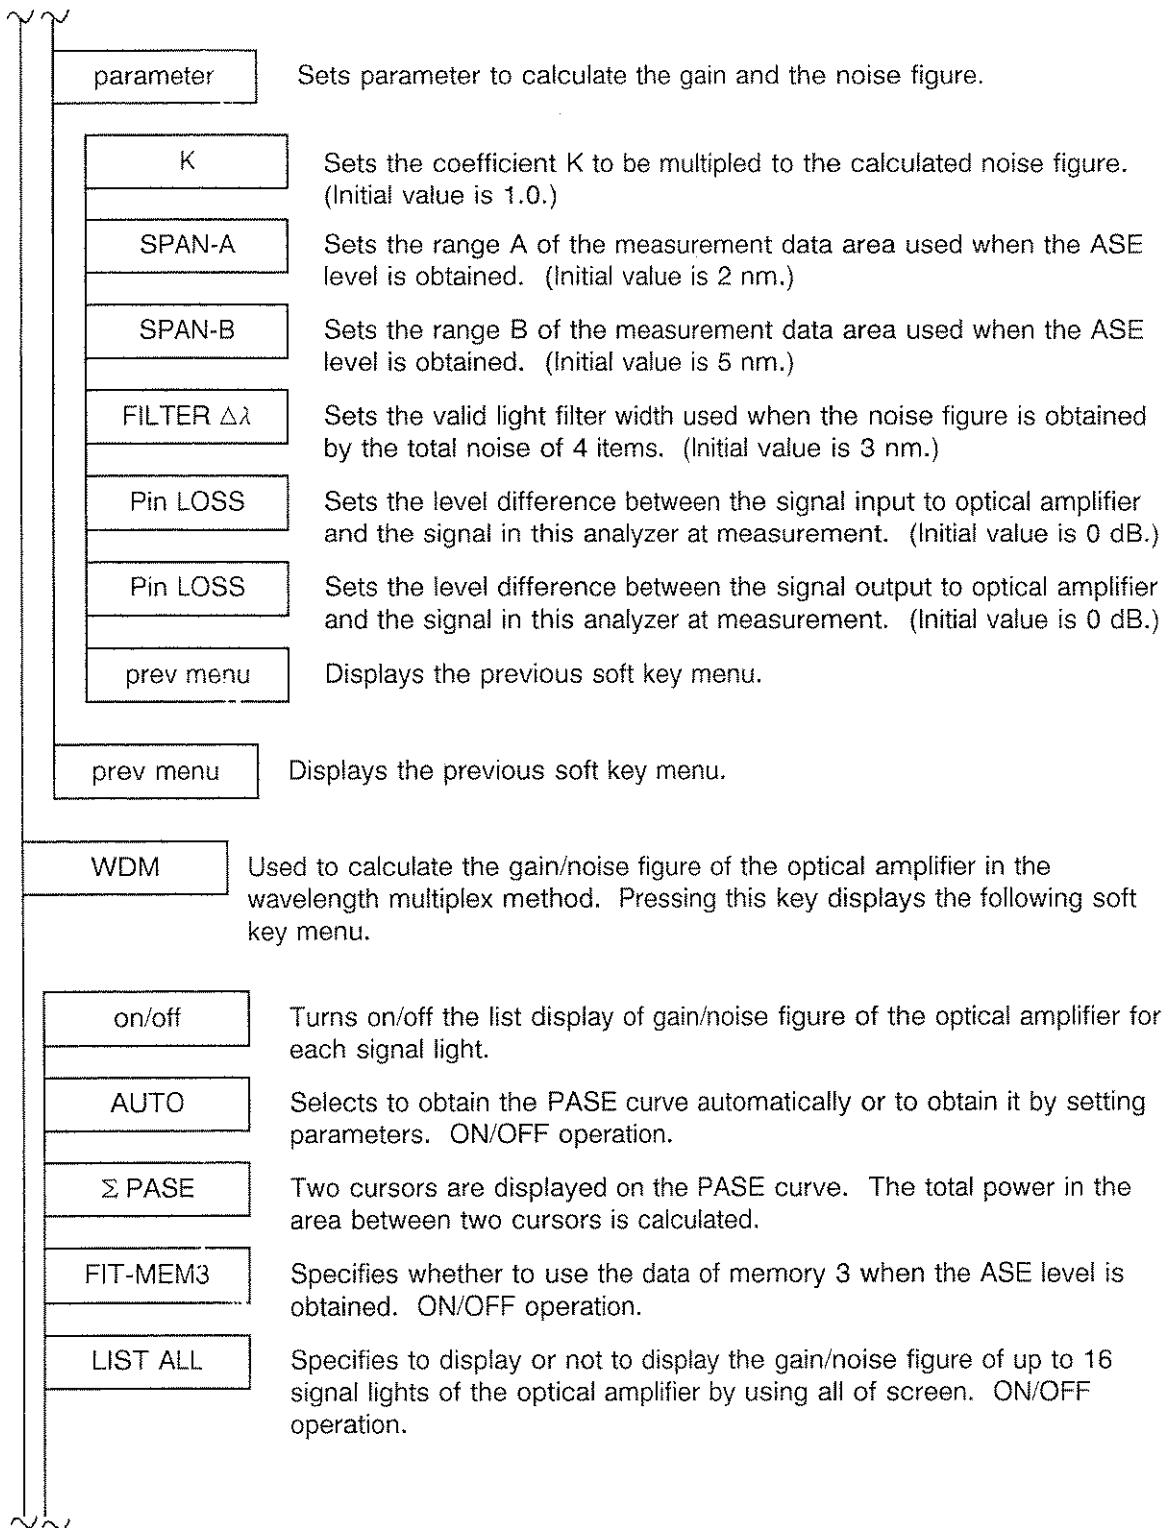 parameter Sets parameter to calculate the gain and the noise figure.
K Sets the coefficient K to be multipled to the calculated noise figure.
(Initial value is 1.0.)
SPAN-A Sets the range A of the measurement data area used when the ASE
level is obtained. (Initial value is 2 nm.)
SPAN-B Sets the range B of the measurement data area used when the ASE
level is obtained. (Initial value is 5 nm.)
FILTER Δλ Sets the valid light filter width used when the noise figure is obtained
by the total noise of 4 items. (Initial value is 3 nm.)
Pin LOSS Sets the level difference between the signal input to optical amplifier
and the signal in this analyzer at measurement. (Initial value is 0 dB.)
Pin LOSS Sets the level difference between the signal output to optical amplifier
and the signal in this analyzer at measurement. (Initial value is 0 dB.)
prev menu Displays the previous soft key menu.
prev menu Displays the previous soft key menu.
WDM Used to calculate the gain/noise figure of the optical amplifier in the
wavelength multiplex method. Pressing this key displays the following soft
key menu.
on/off Turns on/off the list display of gain/noise figure of the optical amplifier for
each signal light.
AUTO Selects to obtain the PASE curve automatically or to obtain it by setting
parameters. ON/OFF operation.
Σ PASE Two cursors are displayed on the PASE curve. The total power in the
area between two cursors is calculated.
FIT-MEM3 Specifies whether to use the data of memory 3 when the ASE level is
obtained. ON/OFF operation.
LIST ALL Specifies to display or not to display the gain/noise figure of up to 16
signal lights of the optical amplifier by using all of screen. ON/OFF
operation.